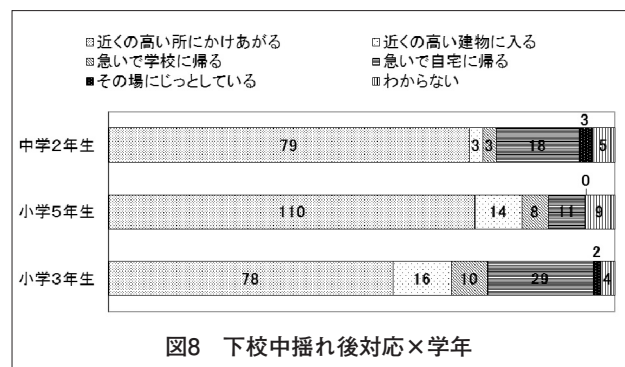 近くの高い所にかけあがる 近くの高い建物に入る
急いで学校に帰る 急いで自宅に帰る
その場にじっとしている わからない
3
中学2年生 79 3 3 18 5
0
小学5年生 110 14 8 11 9
2
小学3年生 78 16 10 29 4
図8 下校中揺れ後対応×学年